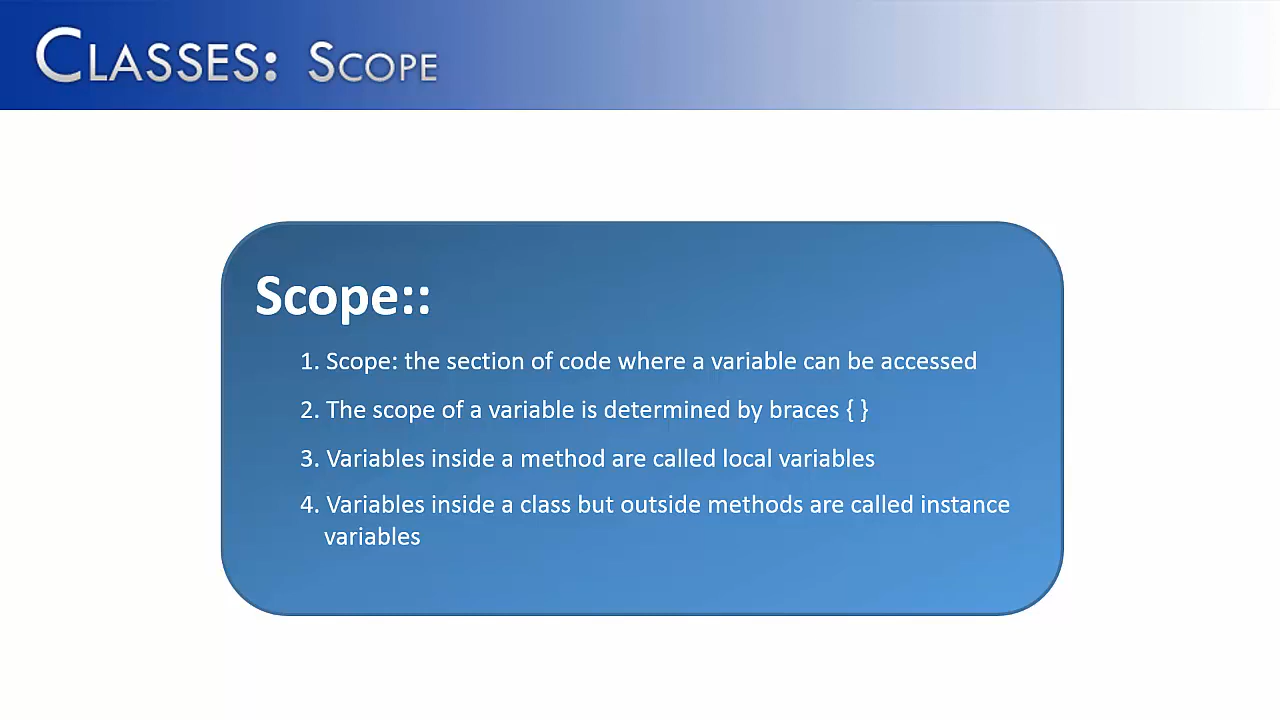 Classes: Scope
Scope::
1. Scope: the section of code where a variable can be accessed
2. The scope of a variable is determined by braces { }
3. Variables inside a method are called local variables
4. Variables inside a class but outside methods are called instance
variables